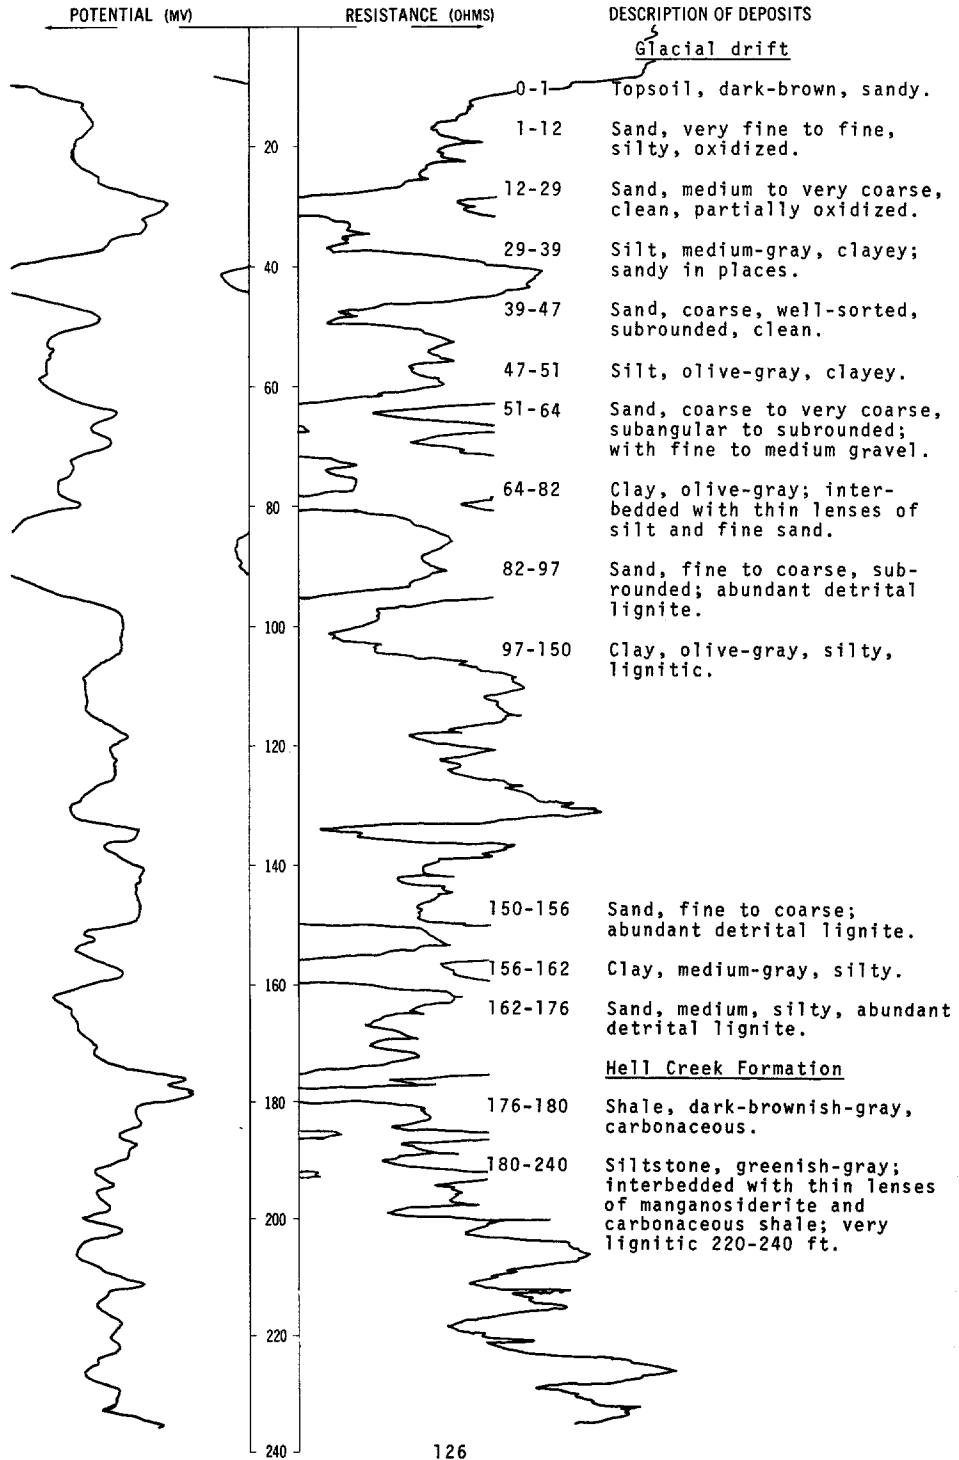 POTENTIAL (MV) RESISTANCE (OHMS) DESCRIPTION OF DEPOSITS
Glacial drift
0-1 Topsoil, dark-brown, sandy.
1-12 Sand, very fine to fine,
silty, oxidized.
20
12-29 Sand, medium to very coarse,
clean, partially oxidized.
29-39 Silt, medium-gray, clayey;
sandy in places.
40
39-47 Sand, coarse, well-sorted,
subrounded, clean.
47-51 Silt, olive-gray, clayey.
60
51-64 Sand, coarse to very coarse,
subangular to subrounded;
with fine to medium gravel.
64-82 Clay, olive-gray; inter-
bedded with thin lenses of
silt and fine sand.
80
82-97 Sand, fine to coarse, sub-
rounded; abundant detrital
lignite.
100
97-150 Clay, olive-gray, silty,
lignitic.
120
140
150-156 Sand, fine to coarse;
abundant detrital lignite.
156-162 Clay, medium-gray, silty.
160
162-176 Sand, medium, silty, abundant
detrital lignite.
Hell Creek Formation
180
176-180 Shale, dark-brownish-gray,
carbonaceous.
180-240 Siltstone, greenish-gray;
interbedded with thin lenses
of manganosiderite and
carbonaceous shale; very
lignitic 220-240 ft.
200
220
240
126